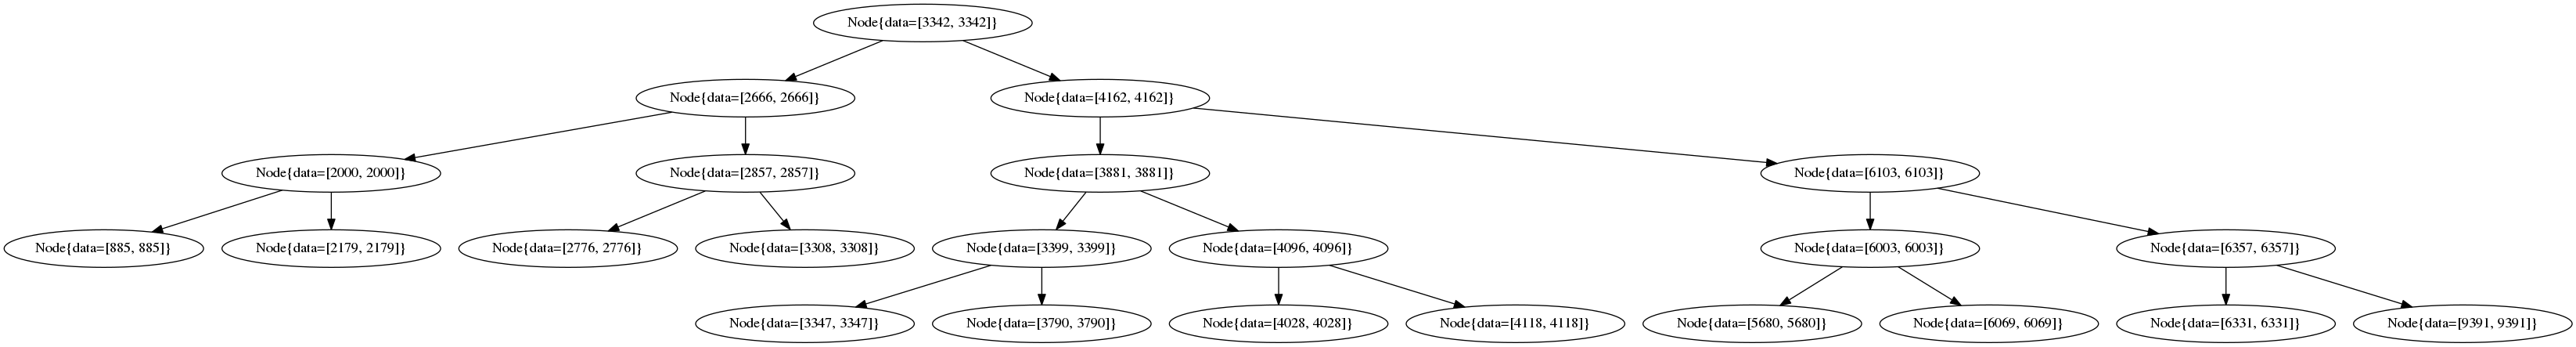 Node{data=[3342, 3342]}
Node{data=[2666, 2666]}
Node{data=[4162, 4162]}
Node{data=[2000, 2000]}
Node{data=[2857, 2857]}
Node{data=[3881, 3881]}
Node{data=[6103, 6103]}
Node{data=[885, 885]}
Node{data=[2179, 2179]}
Node{data=[2776, 2776]}
Node{data=[3308, 3308]}
Node{data=[3399, 3399]}
Node{data=[4096, 4096]}
Node{data=[6003, 6003]}
Node{data=[6357, 6357]}
Node{data=[3347, 3347]}
Node{data=[3790, 3790]}
Node{data=[4028, 4028]}
Node{data=[4118, 4118]}
Node{data=[5680, 5680]}
Node{data=[6069, 6069]}
Node{data=[6331, 6331]}
Node{data=[9391, 9391]}